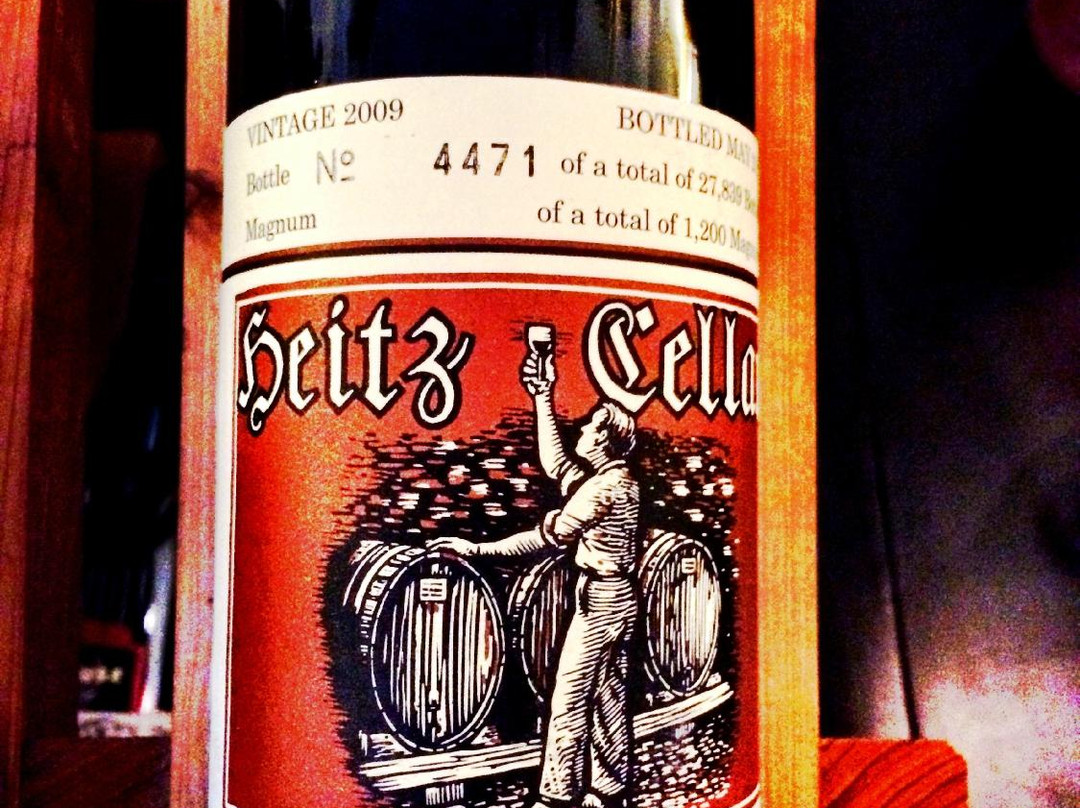 VINTAGE 2009 BOTTLED MAY
Bottle Nº 4471 of a total of 27,839
Magnum of a total of 1,200
Heitz Cella